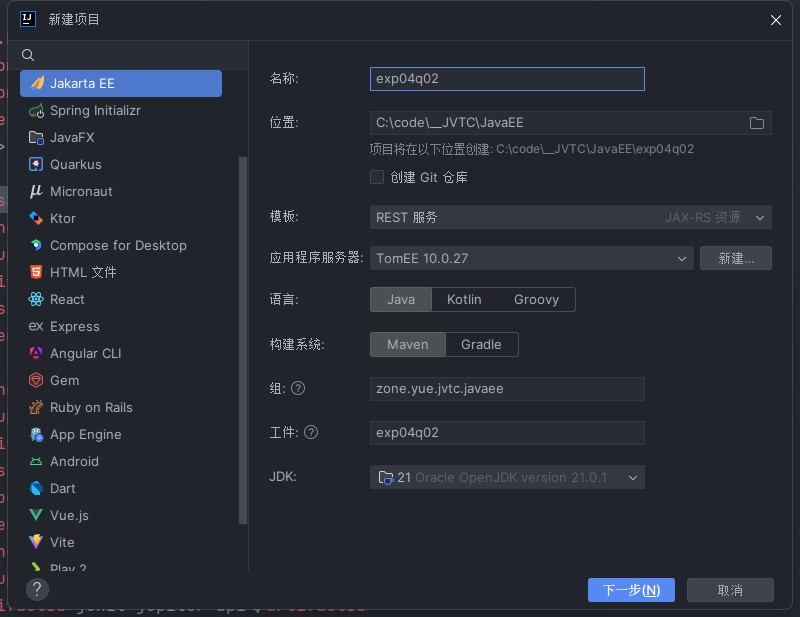 新建项目
Jakarta EE
Spring Initializr
JavaFX
Quarkus
Micronaut
Ktor
Compose for Desktop
HTML 文件
React
Express
Angular CLI
Gem
Ruby on Rails
App Engine
Android
Dart
Vue.js
Vite
Play 2
名称: exp04q02
位置: C:\code\__JVTC\JavaEE
项目将在以下位置创建: C:\code\__JVTC\JavaEE\exp04q02
创建 Git 仓库
模板: REST 服务 JAX-RS 资源
应用程序服务器: TomEE 10.0.27 新建...
语言: Java Kotlin Groovy
构建系统: Maven Gradle
组: ? zone.yue.jvtc.javaee
工件: ? exp04q02
JDK: 21 Oracle OpenJDK version 21.0.1
? 下一步(N) 取消